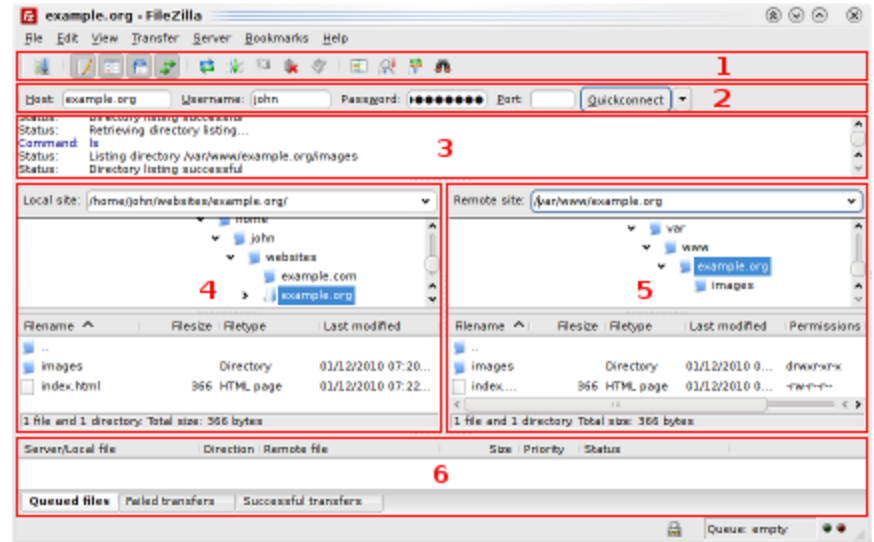 example.org - FileZilla
File Edit View Transfer Server Bookmarks Help
1
Host: example.org Username: john Password: ●●●●●●●● Port: Quickconnect 2
Status: Directory listing successful
Status: Retrieving directory listing...
Command: ls
Status: Listing directory /var/www/example.org/images
Status: Directory listing successful
3
Local site: /home/john/websites/example.org/
home
john
websites
example.com
example.org
4
Filename Filesize Filetype Last modified
..
images Directory 01/12/2010 07:20...
index.html 366 HTML page 01/12/2010 07:22...
1 file and 1 directory. Total size: 366 bytes
Remote site: /var/www/example.org
var
www
example.org
images
5
Filename Filesize Filetype Last modified Permissions
..
images Directory 01/12/2010 0... drwxr-xr-x
index.... 366 HTML page 01/12/2010 0... -rw-r--r--
1 file and 1 directory. Total size: 366 bytes
Server/Local file Direction Remote file Size Priority Status
6
Queued files Failed transfers Successful transfers
Queue: empty